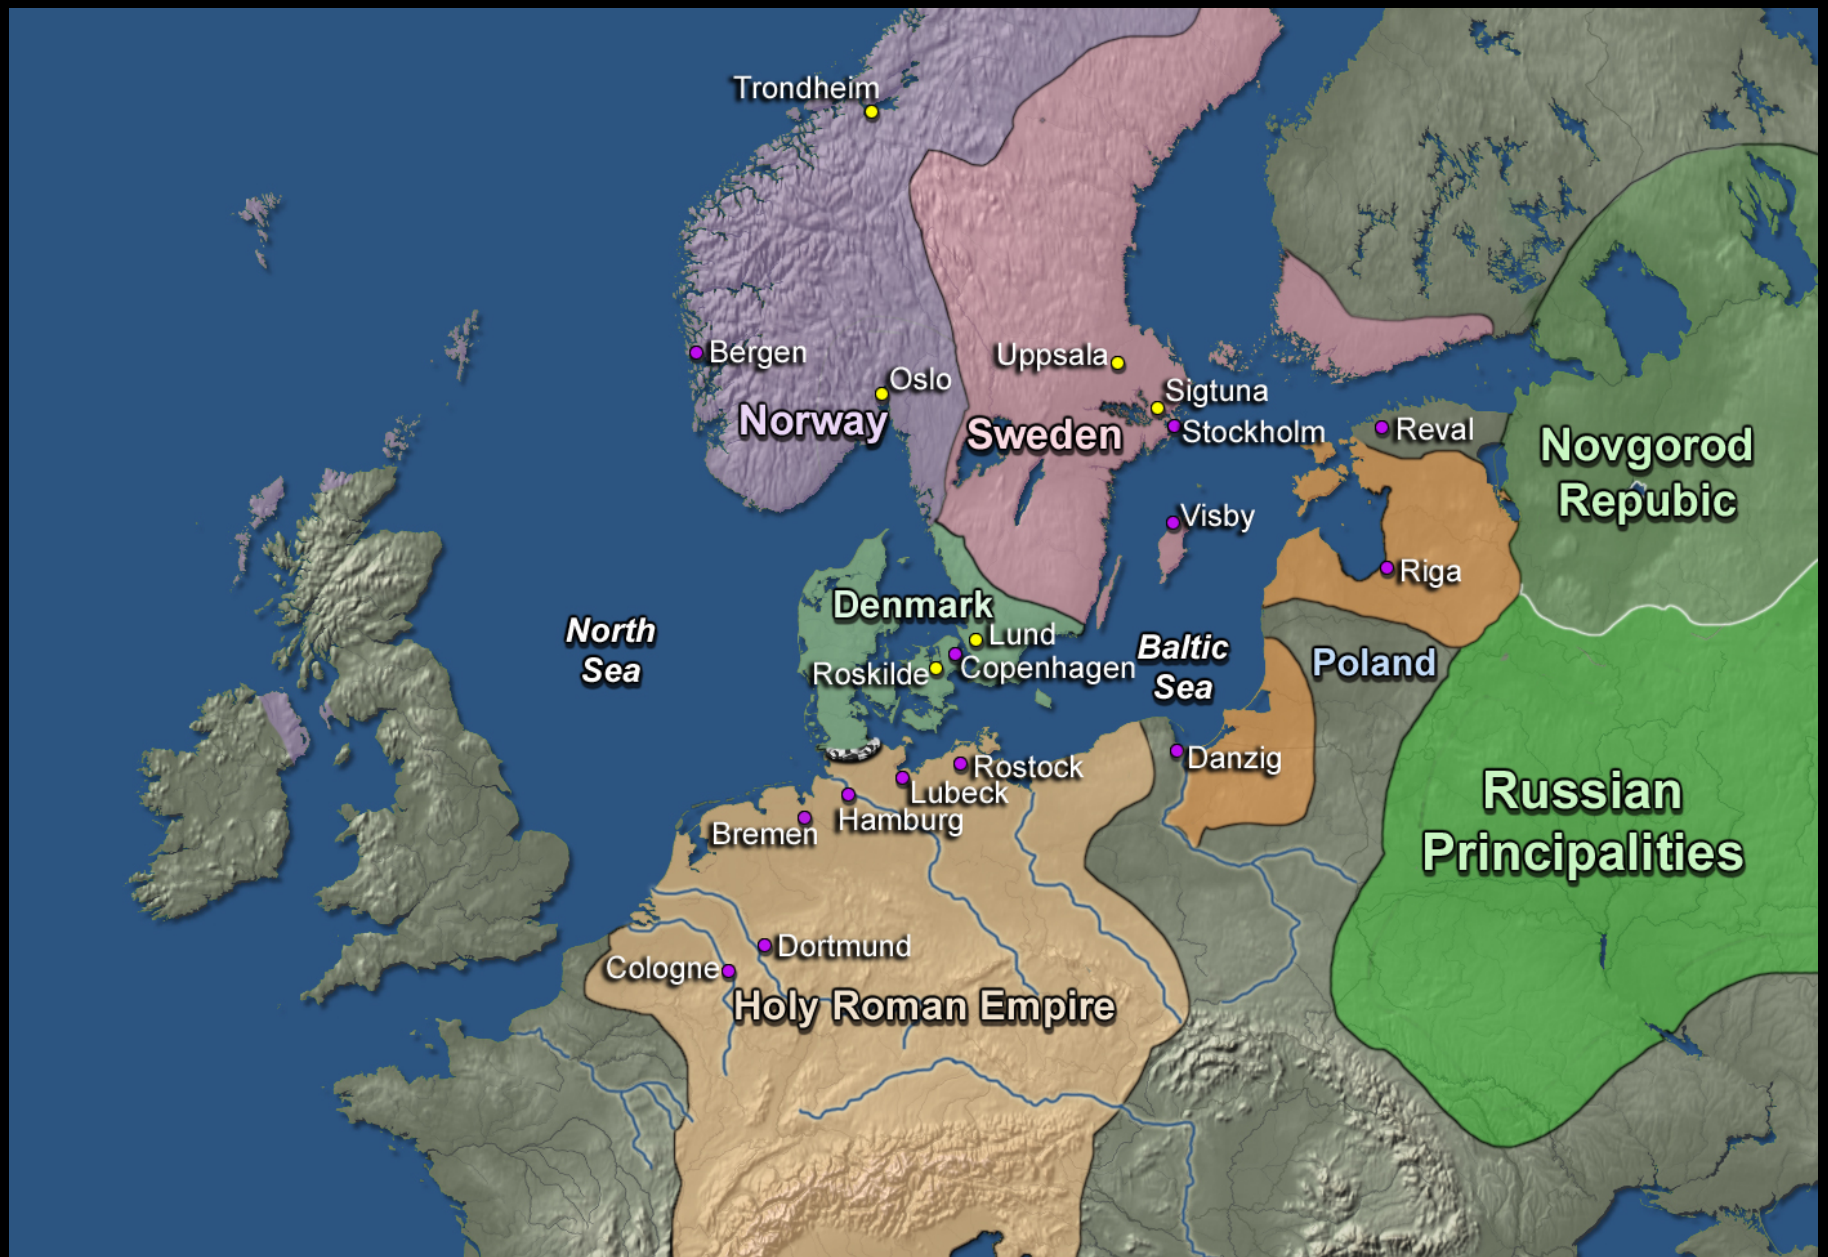 Trondheim
Bergen
Oslo
Norway
Uppsala
Sigtuna
Sweden
Stockholm
Reval
Novgorod
Repubic
Visby
Riga
North
Sea
Denmark
Lund
Roskilde
Copenhagen
Baltic
Sea
Poland
Danzig
Rostock
Lubeck
Hamburg
Bremen
Russian
Principalities
Dortmund
Cologne
Holy Roman Empire